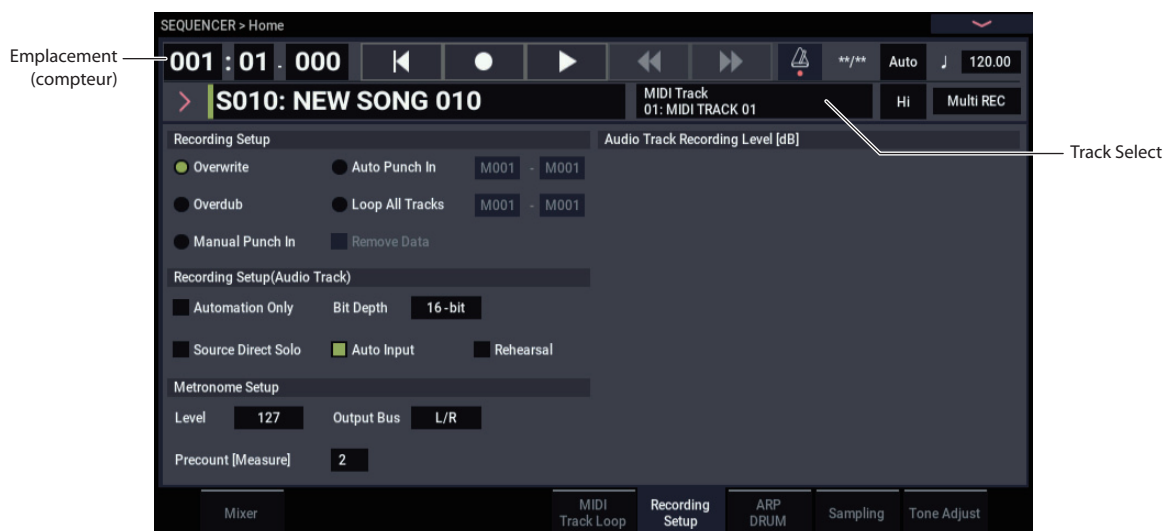 SEQUENCER > Home
Emplacement
(compteur)
001 : 01 . 000
**/**
Auto
♩ 120.00
S010: NEW SONG 010
MIDI Track
01: MIDI TRACK 01
Hi
Multi REC
Track Select
Recording Setup
Audio Track Recording Level [dB]
Overwrite
Auto Punch In
M001 - M001
Overdub
Loop All Tracks
M001 - M001
Manual Punch In
Remove Data
Recording Setup(Audio Track)
Automation Only
Bit Depth
16-bit
Source Direct Solo
Auto Input
Rehearsal
Metronome Setup
Level
127
Output Bus
L/R
Precount [Measure]
2
Mixer
MIDI
Track Loop
Recording
Setup
ARP
DRUM
Sampling
Tone Adjust